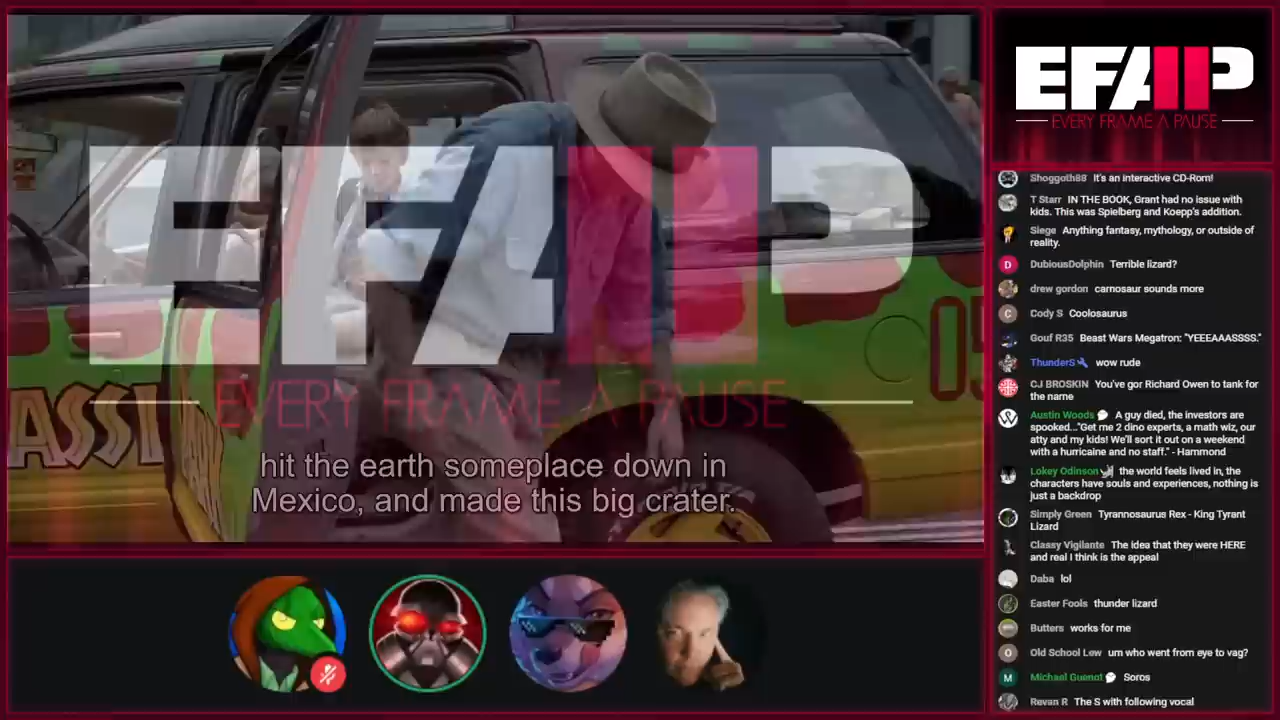 EFAP
EVERY FRAME A PAUSE
ASSI
PARK
05
hit the earth someplace down in
Mexico, and made this big crater.
EFAP
EVERY FRAME A PAUSE
Shoggoth88 It's an interactive CD-Rom!
T Starr IN THE BOOK, Grant had no issue with
kids. This was Spielberg and Koepp's addition.
Siege Anything fantasy, mythology, or outside of
reality.
D
DubiousDolphin Terrible lizard?
drew gordon carnosaur sounds more
C
Cody S Coolosaurus
Gouf R35 Beast Wars Megatron: "YEEEAAASSSS."
ThunderS wow rude
CJ BROSKIN You've gor Richard Owen to tank for
the name
Austin Woods A guy died, the investors are
spooked..."Get me 2 dino experts, a math wiz, our
atty and my kids! We'll sort it out on a weekend
with a hurricaine and no staff." - Hammond
Lokey Odinson the world feels lived in, the
characters have souls and experiences, nothing is
just a backdrop
Simply Green Tyrannosaurus Rex - King Tyrant
Lizard
Classy Vigilante The idea that they were HERE
and real I think is the appeal
Daba lol
Easter Fools thunder lizard
Butters works for me
O
Old School Lew um who went from eye to vag?
M
Michael Guenot Soros
Revan R The S with following vocal